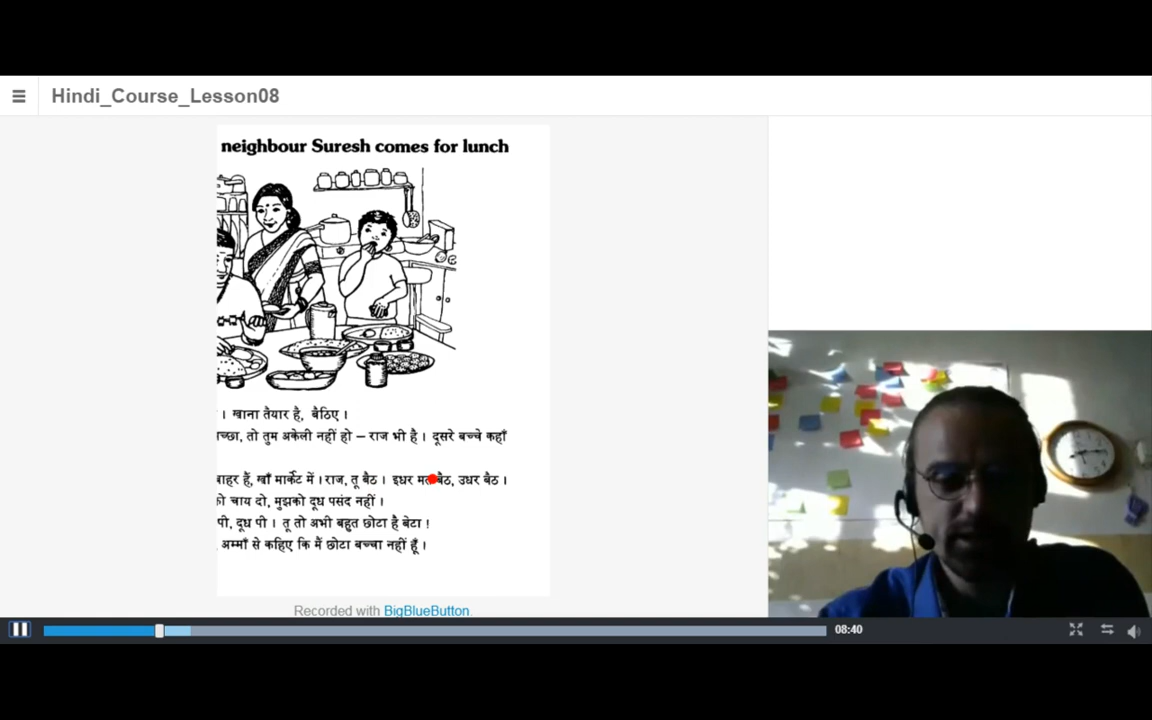 Hindi_Course_Lesson08
neighbour Suresh comes for lunch
। खाना तैयार है, बैठिए ।
च्छा, तो तुम अकेली नहीं हो – राज भी है । दूसरे बच्चे कहाँ
बाहर हैं, खाँ मार्केट में । राज, तू बैठ । इधर मत बैठ, उधर बैठ ।
को चाय दो, मुझको दूध पसंद नहीं ।
पी, दूध पी । तू तो अभी बहुत छोटा है बेटा !
अम्माँ से कहिए कि मैं छोटा बच्चा नहीं हूँ ।
Recorded with BigBlueButton.
08:40